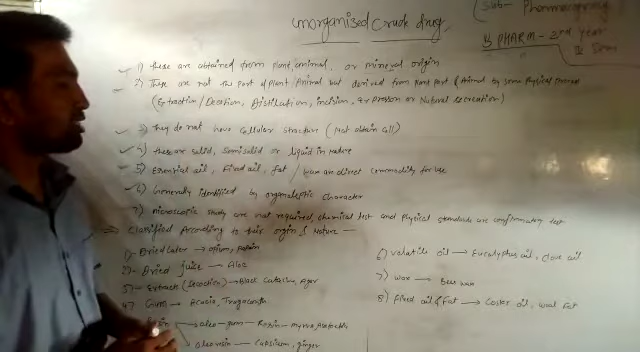 (Sub- Pharmacognosy
B PHARM - 2nd Year
Sem
Unorganised Crude drug
1) These are obtained from plant, animal, or mineral origin
2) These are not the part of plant/Animal but derived from plant part & Animal by some physical process
(Extraction/Decoction, Distillation, incision, or Natural secreation)
3) They do not have Cellular Structure (Not obtain Cell)
4) these are solid, semisolid or liquid in nature
5) Essential oil, Fixed oil, Fat / wax are direct commodity for use
6) Generally identified by organoleptic character
7) microscopic study are not required, chemical test and physical standards are confirmatory test
=> Classified According to their origin & Nature -
1)- Dried Latex → opium, Papain
2)- Dried juice → Aloe
3)- Extract (Decoction) → Black Catechu, Agar
4)- Gum → Acacia, Tragacanth
Resin → oleo-gum-Resin - myrrh,
oleoresin - Capsicum, ginger
6) Volatile oil → Eucalyptus oil, clove oil
7) wax → Bees wax
8) Fixed oil & Fat → Castor oil, wool Fat